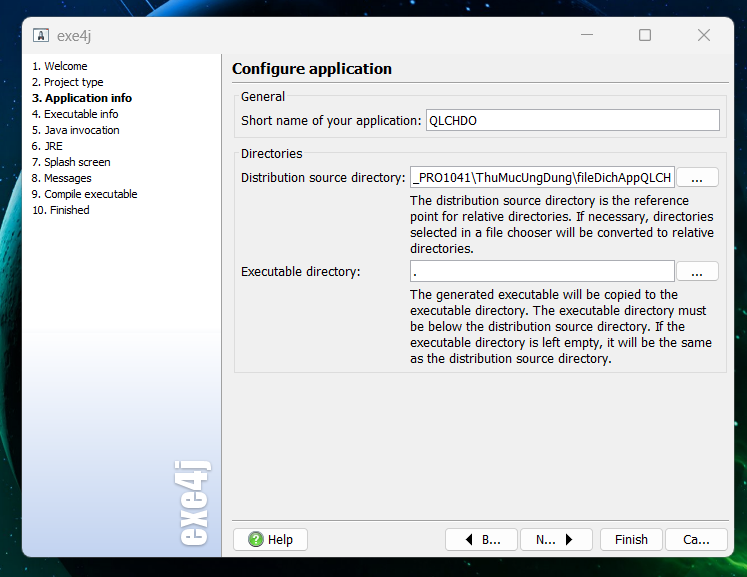 exe4j
1. Welcome
2. Project type
3. Application info
4. Executable info
5. Java invocation
6. JRE
7. Splash screen
8. Messages
9. Compile executable
10. Finished
exe4j
Configure application
General
Short name of your application: QLCHDO
Directories
Distribution source directory: _PRO1041\ThuMucUngDung\fileDichAppQLCH ...
The distribution source directory is the reference
point for relative directories. If necessary, directories
selected in a file chooser will be converted to relative
directories.
Executable directory: . ...
The generated executable will be copied to the
executable directory. The executable directory must
be below the distribution source directory. If the
executable directory is left empty, it will be the same
as the distribution source directory.
? Help B... N... Finish Ca...